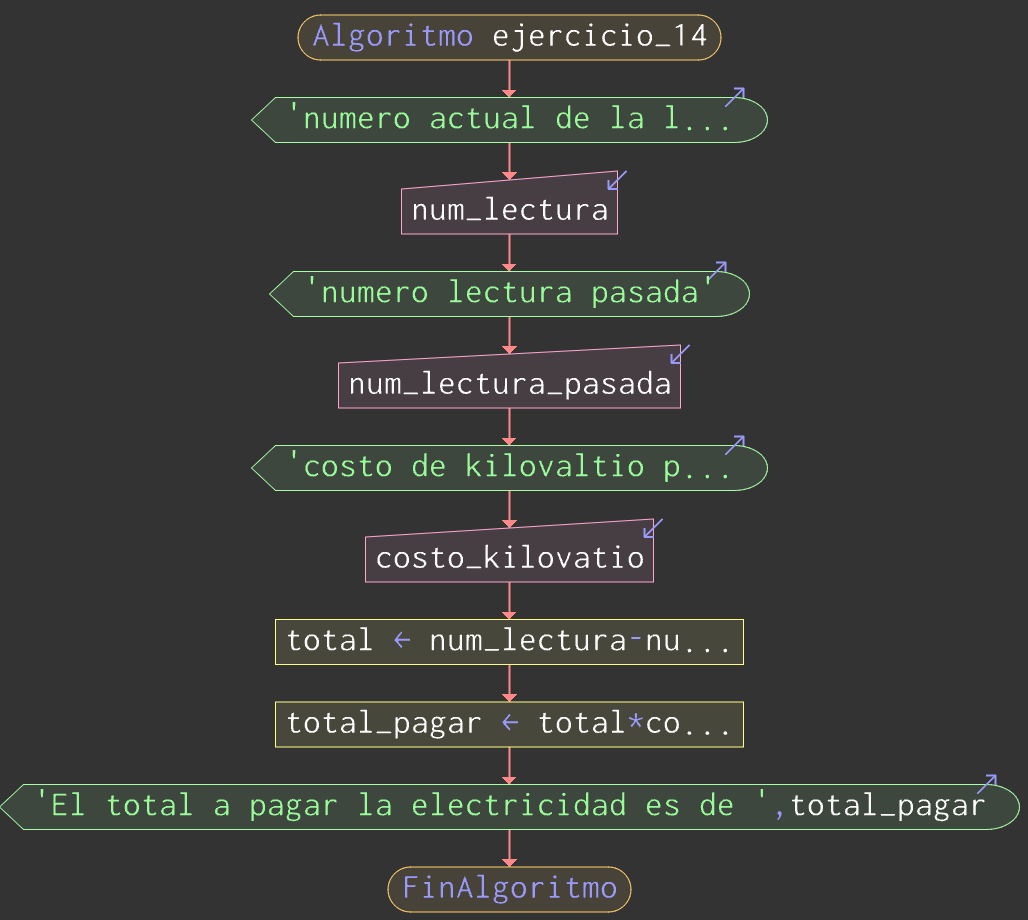 Algoritmo ejercicio_14
'numero actual de la l...
num_lectura
'numero lectura pasada'
num_lectura_pasada
'costo de kilovaltio p...
costo_kilovatio
total ← num_lectura-nu...
total_pagar ← total*co...
'El total a pagar la electricidad es de ',total_pagar
FinAlgoritmo